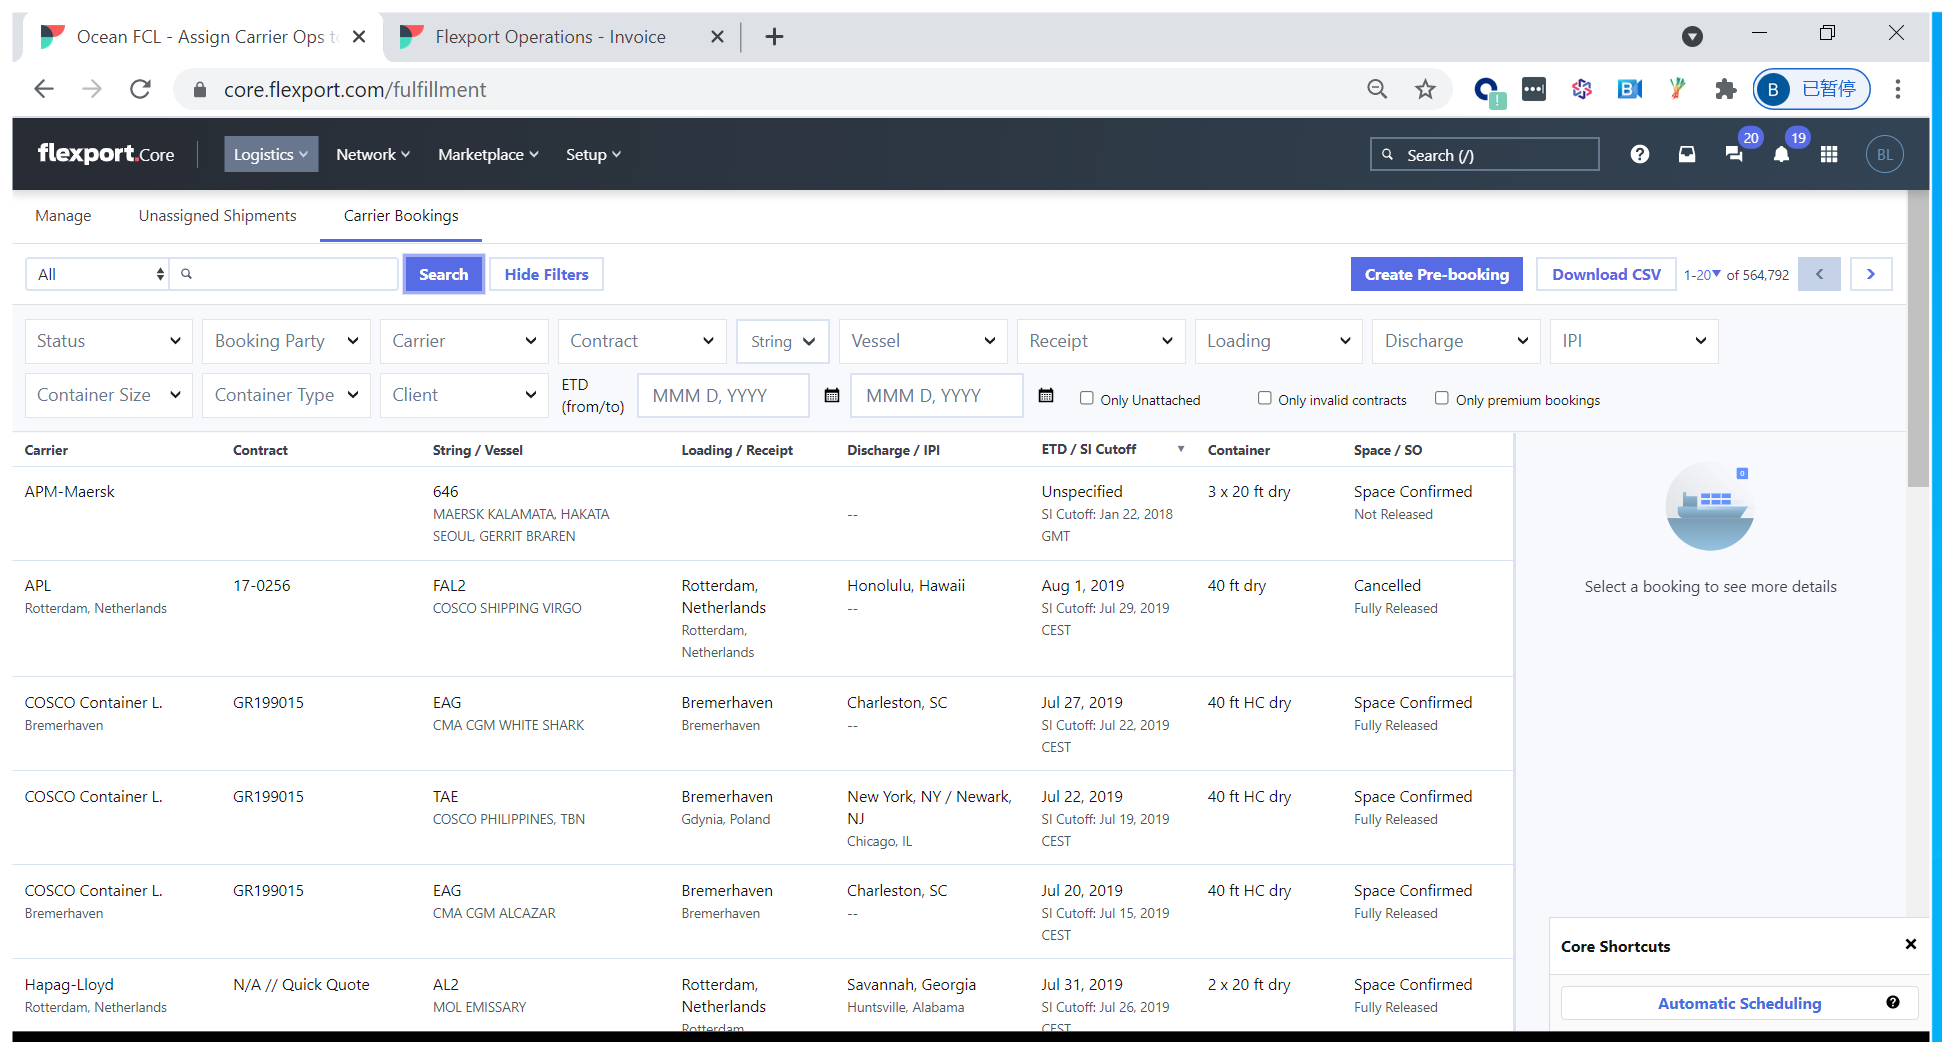 Ocean FCL - Assign Carrier Ops to
Flexport Operations - Invoice
core.flexport.com/fulfillment
B 已暂停
flexport.Core
Logistics
Network
Marketplace
Setup
Search (/)
20
19
BL
Manage
Unassigned Shipments
Carrier Bookings
All
Search
Hide Filters
Create Pre-booking
Download CSV
1-20 of 564,792
Status
Booking Party
Carrier
Contract
String
Vessel
Receipt
Loading
Discharge
IPI
Container Size
Container Type
Client
ETD
(from/to)
MMM D, YYYY
MMM D, YYYY
Only Unattached
Only invalid contracts
Only premium bookings
Carrier
Contract
String / Vessel
Loading / Receipt
Discharge / IPI
ETD / SI Cutoff
Container
Space / SO
APM-Maersk
646
MAERSK KALAMATA, HAKATA
SEOUL, GERRIT BRAREN
--
Unspecified
SI Cutoff: Jan 22, 2018
GMT
3 x 20 ft dry
Space Confirmed
Not Released
APL
Rotterdam, Netherlands
17-0256
FAL2
COSCO SHIPPING VIRGO
Rotterdam,
Netherlands
Rotterdam,
Netherlands
Honolulu, Hawaii
--
Aug 1, 2019
SI Cutoff: Jul 29, 2019
CEST
40 ft dry
Cancelled
Fully Released
COSCO Container L.
Bremerhaven
GR199015
EAG
CMA CGM WHITE SHARK
Bremerhaven
Bremerhaven
Charleston, SC
--
Jul 27, 2019
SI Cutoff: Jul 22, 2019
CEST
40 ft HC dry
Space Confirmed
Fully Released
COSCO Container L.
GR199015
TAE
COSCO PHILIPPINES, TBN
Bremerhaven
Gdynia, Poland
New York, NY / Newark,
NJ
Chicago, IL
Jul 22, 2019
SI Cutoff: Jul 19, 2019
CEST
40 ft HC dry
Space Confirmed
Fully Released
COSCO Container L.
Bremerhaven
GR199015
EAG
CMA CGM ALCAZAR
Bremerhaven
Bremerhaven
Charleston, SC
--
Jul 20, 2019
SI Cutoff: Jul 15, 2019
CEST
40 ft HC dry
Space Confirmed
Fully Released
Hapag-Lloyd
Rotterdam, Netherlands
N/A // Quick Quote
AL2
MOL EMISSARY
Rotterdam,
Netherlands
Rotterdam
Savannah, Georgia
Huntsville, Alabama
Jul 31, 2019
SI Cutoff: Jul 26, 2019
CEST
2 x 20 ft dry
Space Confirmed
Fully Released
0
Select a booking to see more details
Core Shortcuts
Automatic Scheduling